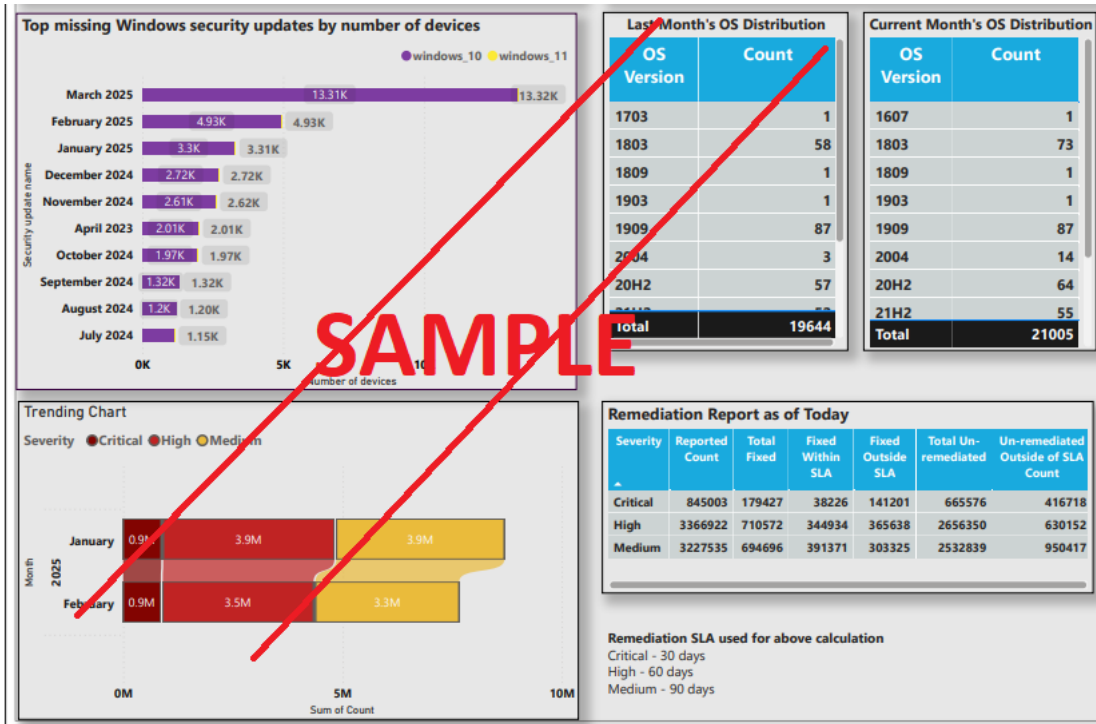 Top missing Windows security updates by number of devices
windows_10 windows_11
Security update name
March 2025 13.31K 13.32K
February 2025 4.93K 4.93K
January 2025 3.3K 3.31K
December 2024 2.72K 2.72K
November 2024 2.61K 2.62K
April 2023 2.01K 2.01K
October 2024 1.97K 1.97K
September 2024 1.32K 1.32K
August 2024 1.2K 1.20K
July 2024 1.15K
0K 5K
Number of devices
Last Month's OS Distribution
OS Version Count
1703 1
1803 58
1809 1
1903 1
1909 87
2004 3
20H2 57
Total 19644
Current Month's OS Distribution
OS Version Count
1607 1
1803 73
1809 1
1903 1
1909 87
2004 14
20H2 64
21H2 55
Total 21005
SAMPLE
Trending Chart
Severity Critical High Medium
Month
2025
January 0.9M 3.9M 3.9M
February 0.9M 3.5M 3.3M
0M 5M 10M
Sum of Count
Remediation Report as of Today
Severity Reported Count Total Fixed Fixed Within SLA Fixed Outside SLA Total Un-remediated Un-remediated Outside of SLA Count
Critical 845003 179427 38226 141201 665576 416718
High 3366922 710572 344934 365638 2656350 630152
Medium 3227535 694696 391371 303325 2532839 950417
Remediation SLA used for above calculation
Critical - 30 days
High - 60 days
Medium - 90 days